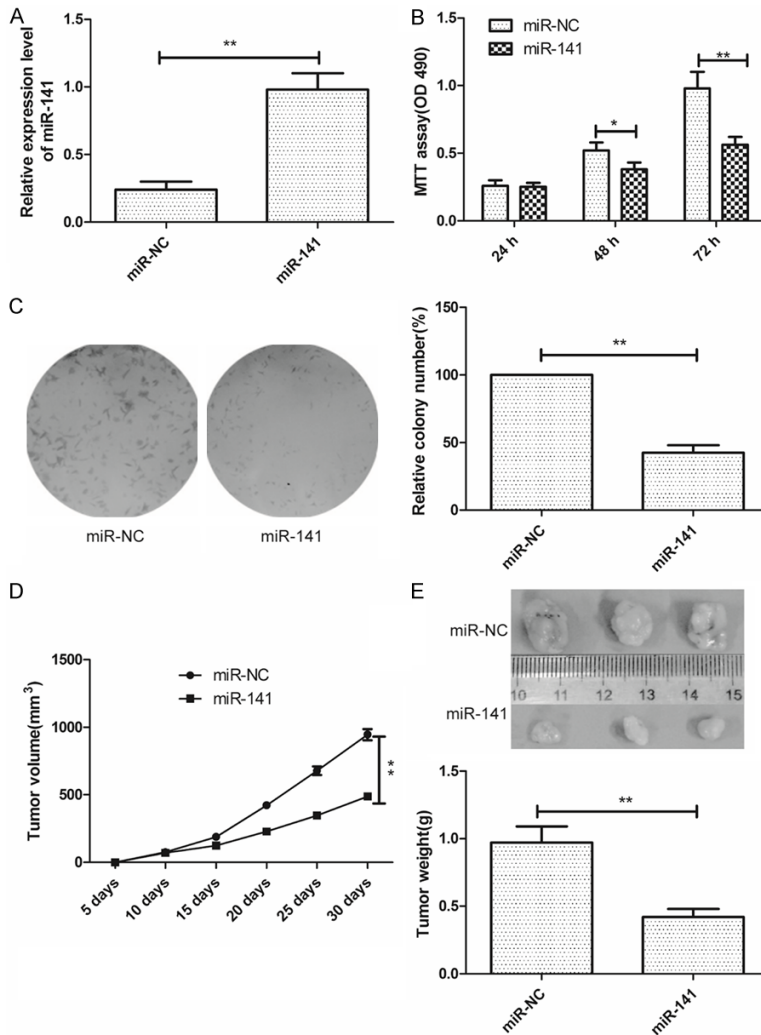 A
Relative expression level
of miR-141
1.5
1.0
0.5
0.0
**
miR-NC
miR-141
B
MTT assay(OD 490)
1.5
1.0
0.5
0.0
miR-NC
miR-141
*
**
24 h
48 h
72 h
C
miR-NC
miR-141
Relative colony number(%)
150
100
50
0
**
miR-NC
miR-141
D
Tumor volume(mm³)
1500
1000
500
0
miR-NC
miR-141
**
5 days
10 days
15 days
20 days
25 days
30 days
E
miR-NC
10 11 12 13 14 15
miR-141
Tumor weight(g)
1.5
1.0
0.5
0.0
**
miR-NC
miR-141